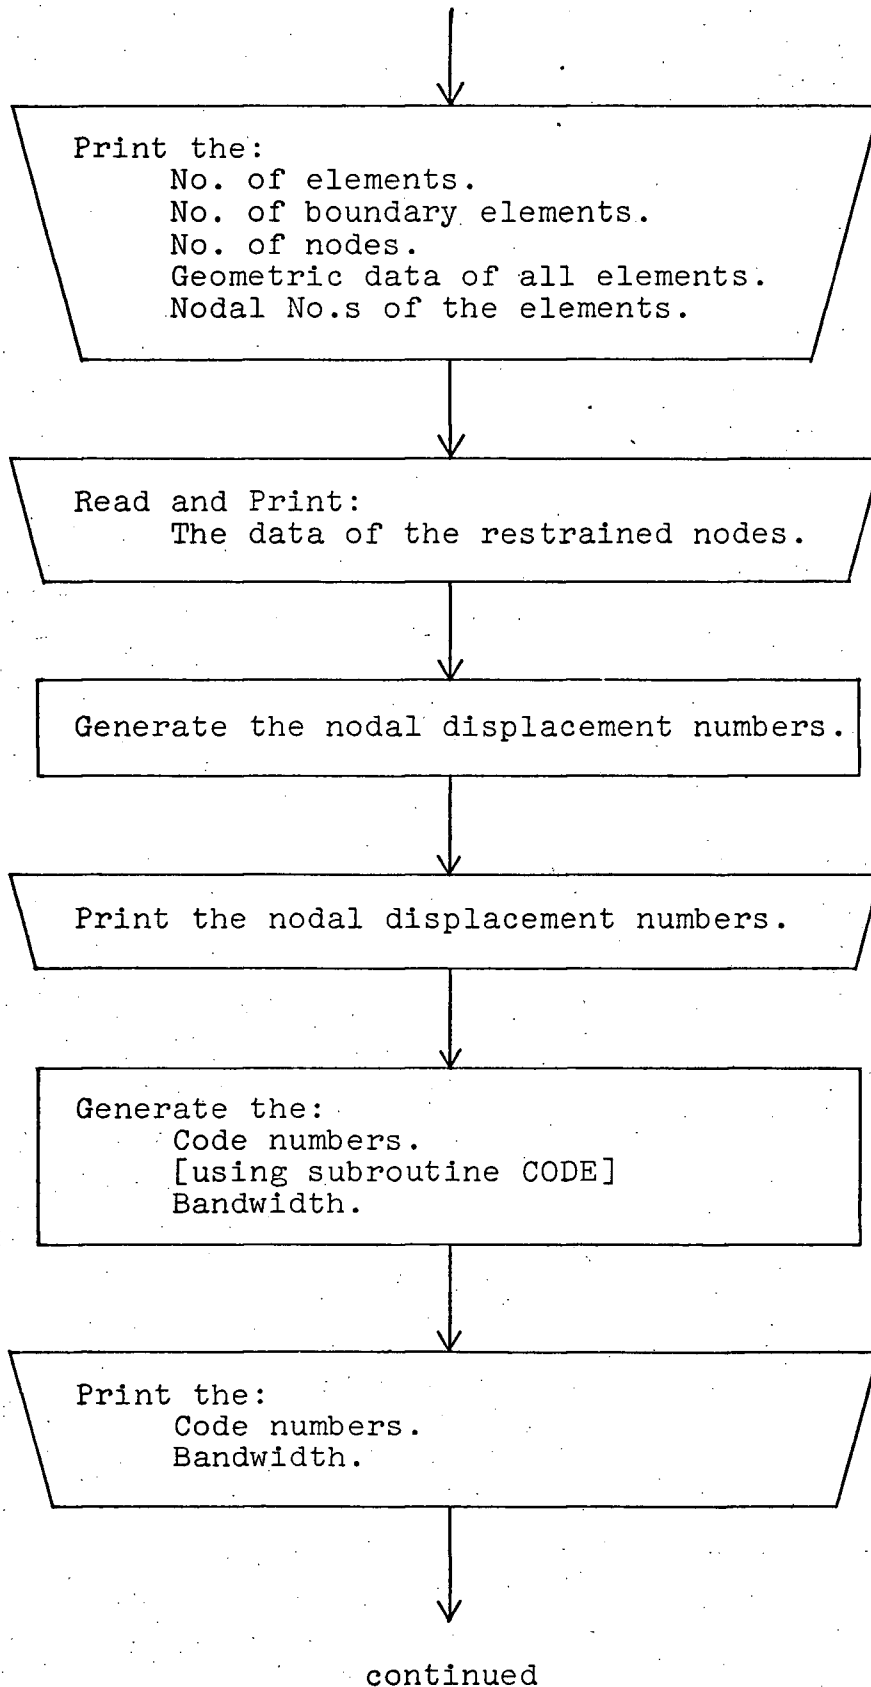 Print the:
No. of elements.
No. of boundary elements.
No. of nodes.
Geometric data of all elements.
Nodal No.s of the elements.
Read and Print:
The data of the restrained nodes.
Generate the nodal displacement numbers.
Print the nodal displacement numbers.
Generate the:
Code numbers.
[using subroutine CODE]
Bandwidth.
Print the:
Code numbers.
Bandwidth.
continued